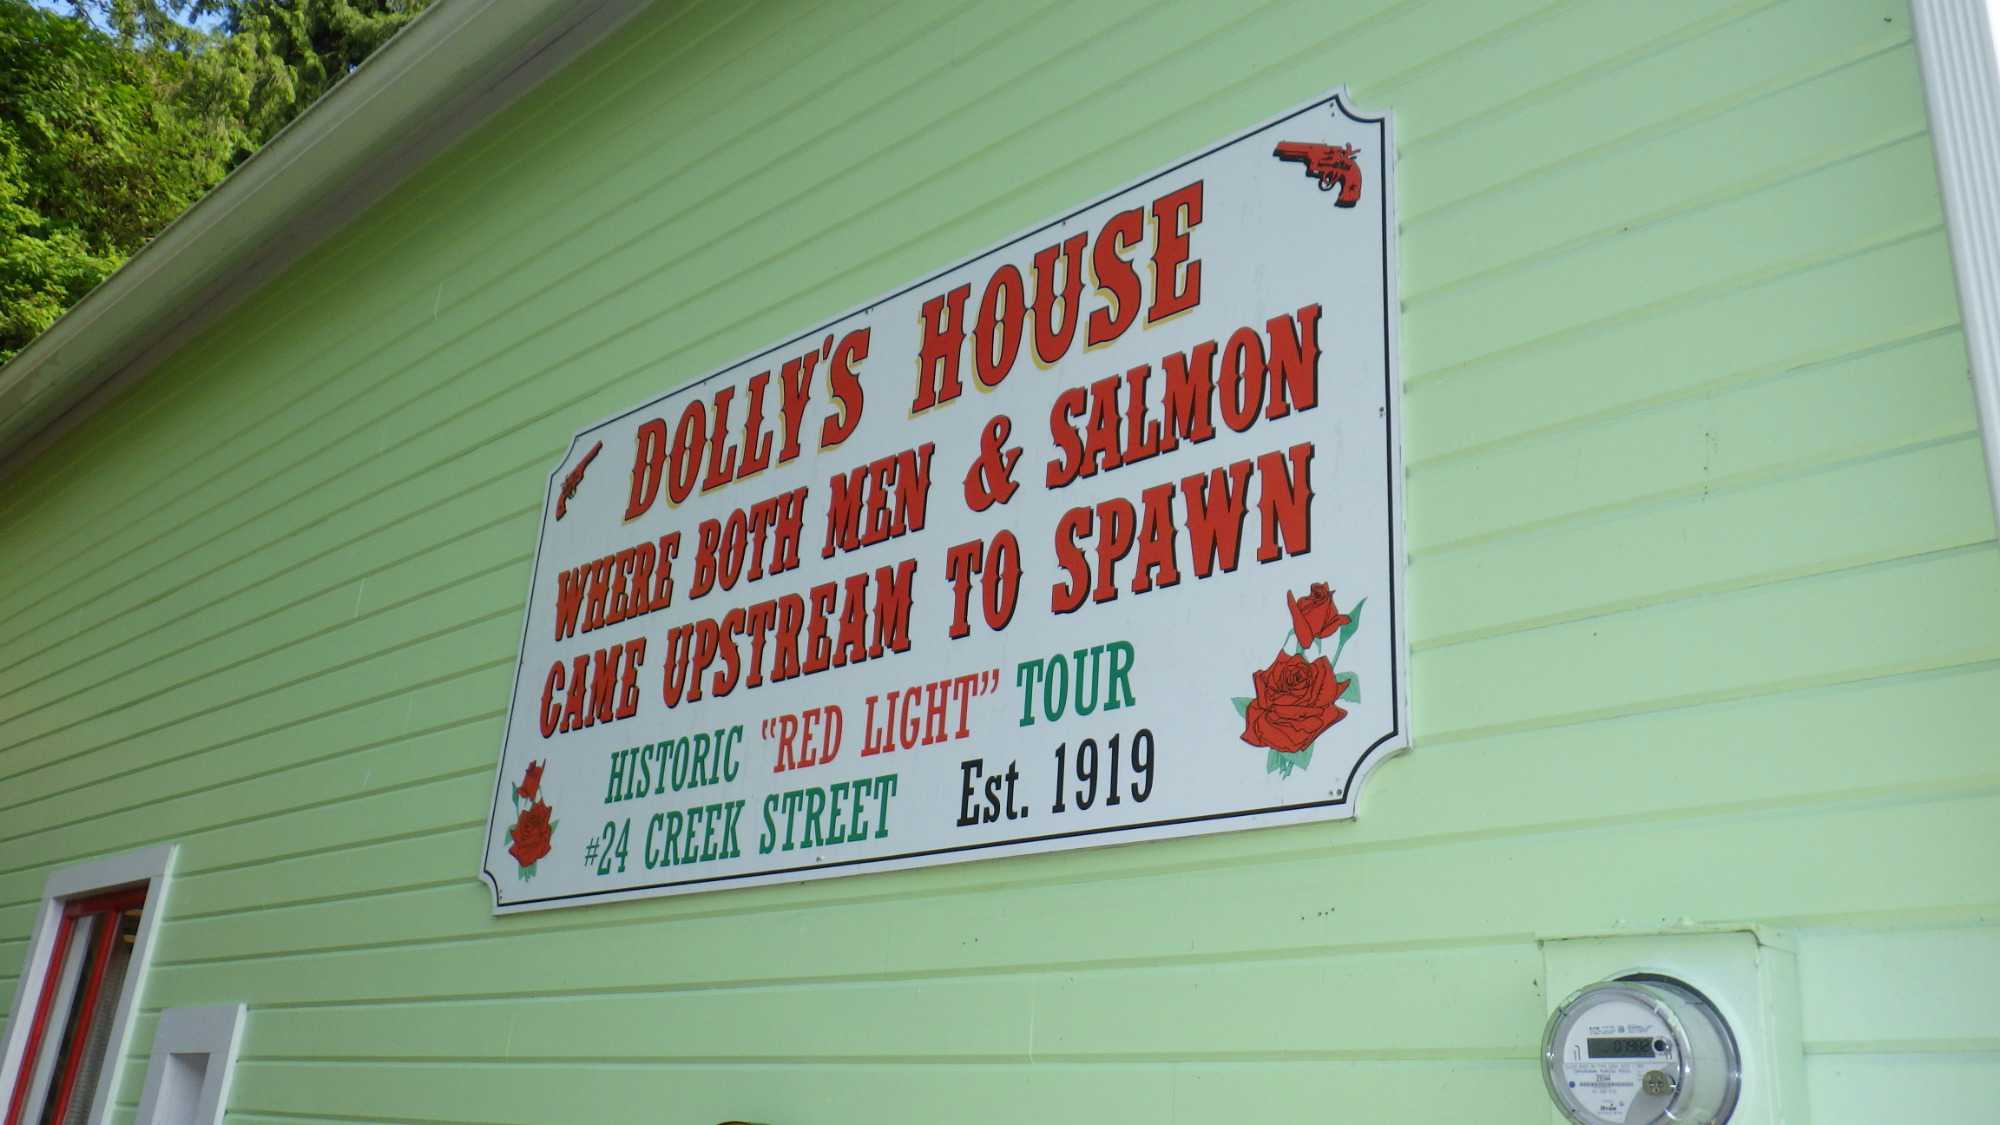 DOLLY'S HOUSE
WHERE BOTH MEN & SALMON
CAME UPSTREAM TO SPAWN
HISTORIC "RED LIGHT" TOUR
#24 CREEK STREET Est. 1919